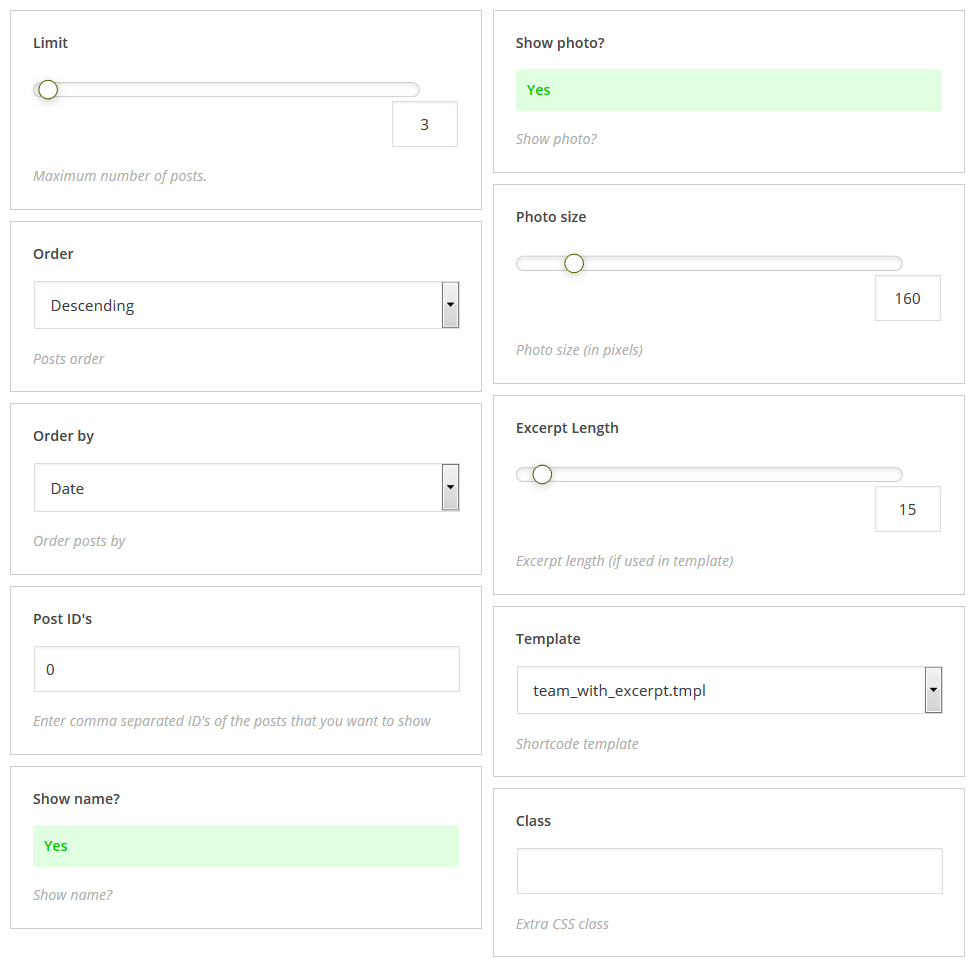 Limit
3
Maximum number of posts.
Order
Descending
Posts order
Order by
Date
Order posts by
Post ID's
0
Enter comma separated ID's of the posts that you want to show
Show name?
Yes
Show name?
Show photo?
Yes
Show photo?
Photo size
160
Photo size (in pixels)
Excerpt Length
15
Excerpt length (if used in template)
Template
team_with_excerpt.tmpl
Shortcode template
Class
Extra CSS class